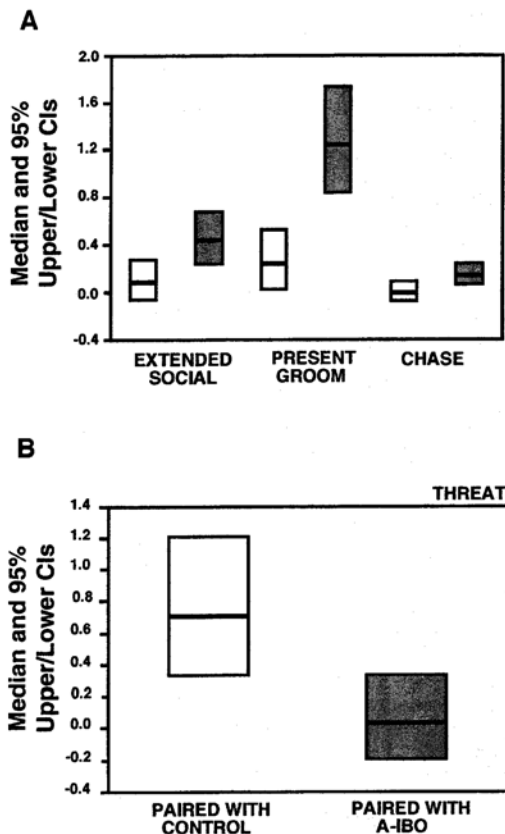 A
Median and 95%
Upper/Lower CIs
2.0
1.6
1.2
0.8
0.4
0.0
-0.4
EXTENDED SOCIAL
PRESENT GROOM
CHASE
B
THREAT
Median and 95%
Upper/Lower CIs
1.4
1.2
1.0
0.8
0.6
0.4
0.2
0.0
-0.2
-0.4
PAIRED WITH CONTROL
PAIRED WITH A-IBO